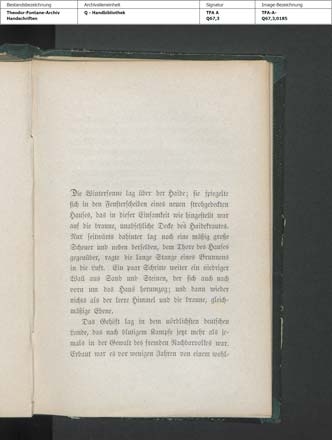 Bestandsbezeichnung
Theodor-Fontane-Archiv
Handschriften
Archivalieneinheit
Q - Handbibliothek
Signatur
TFA A
Q67,3
Image-Bezeichnung
TFA-A-
Q67,3,0185
Die Wintersonne lag über der Haide; sie spiegelte
sich in den Fensterscheiben eines neuen strohgedeckten
Hauses, das in dieser Einsamkeit wie hingestellt war
auf die braune, unabsehliche Decke des Haidekrautes.
Nur seitwärts dahinter lag noch eine mäßig große
Scheuer und neben derselben, dem Thore des Hauses
gegenüber, ragte die lange Stange eines Brunnens
in die Luft. Ein paar Schritte weiter ein niedriger
Wall aus Sand und Steinen, der sich auch nach
vorn um das Haus herumzog; und dann wieder
nichts als der leere Himmel und die braune, gleich-
mäßige Ebene.
Das Gehöft lag in dem nördlichsten deutschen
Lande, das nach blutigem Kampfe jetzt mehr als je-
mals in der Gewalt des fremden Nachbarvolkes war.
Erbaut war es vor wenigen Jahren von einem wohl-